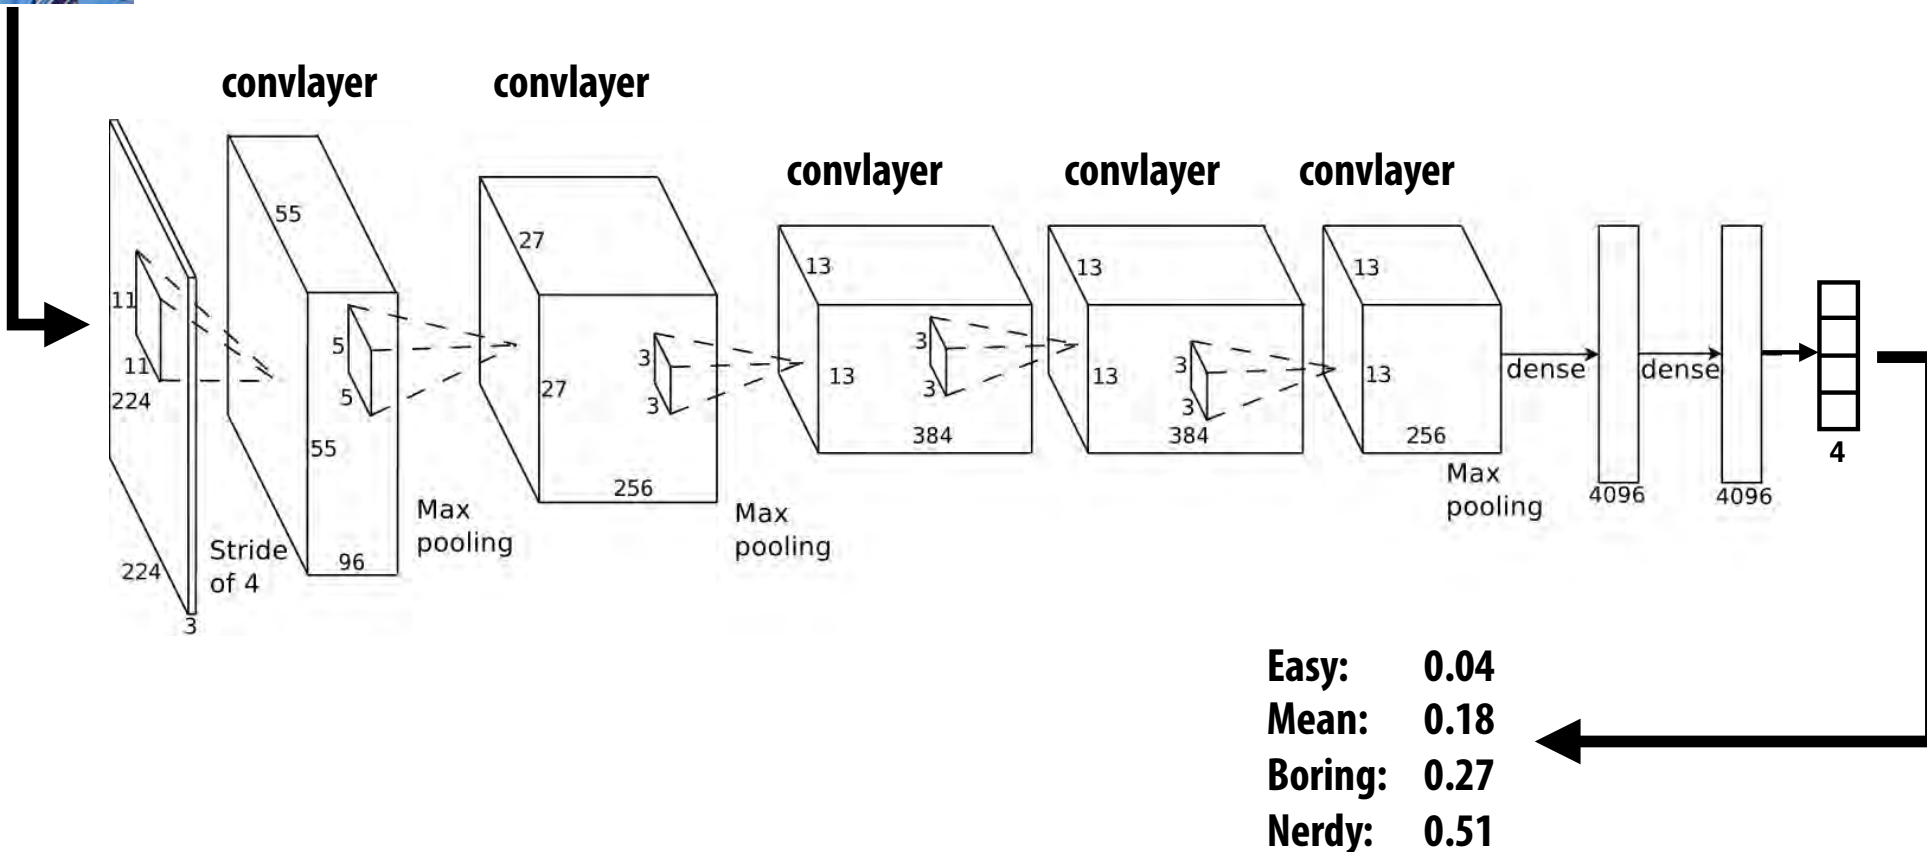 convlayer
convlayer
convlayer
convlayer
convlayer
11
11
224
224
3
Stride
of 4
55
55
96
5
5
Max
pooling
27
27
256
3
3
Max
pooling
13
13
384
3
3
13
13
384
3
3
13
13
256
Max
pooling
dense
4096
dense
4096
4
Easy: 0.04
Mean: 0.18
Boring: 0.27
Nerdy: 0.51